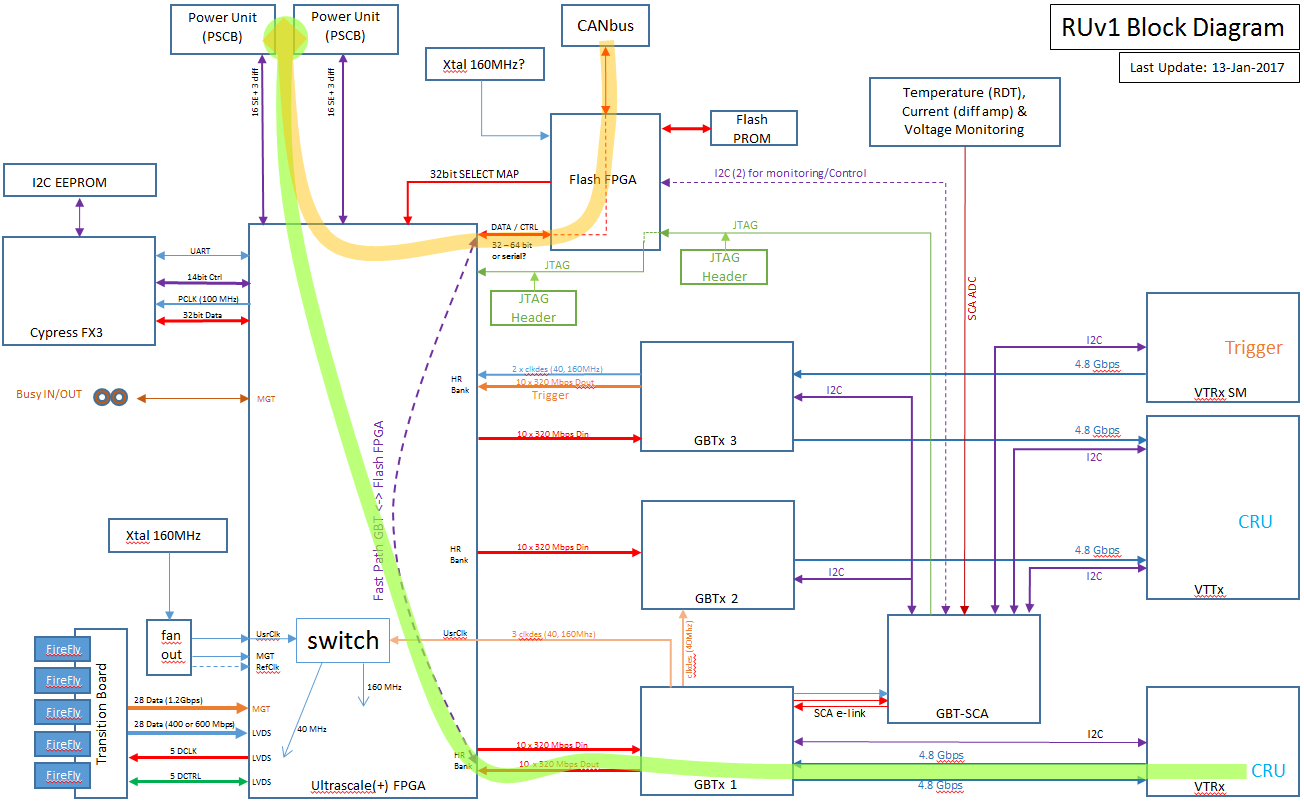 RUv1 Block Diagram
Last Update: 13-Jan-2017
Power Unit
(PSCB)
Power Unit
(PSCB)
CANbus
Xtal 160MHz?
16 SE + 3 diff
16 SE + 3 diff
Flash
PROM
Temperature (RDT),
Current (diff amp) &
Voltage Monitoring
I2C EEPROM
32bit SELECT MAP
Flash FPGA
I2C (2) for monitoring/Control
DATA / CTRL
32 – 64 bit
or serial?
JTAG
JTAG
Header
JTAG
JTAG
Header
UART
14bit Ctrl
PCLK (100 MHz)
32bit Data
Cypress FX3
SCA ADC
Busy IN/OUT
MGT
HR
Bank
2 x clkdes (40, 160MHz)
10 x 320 Mbps Dout
Trigger
10 x 320 Mbps Din
GBTx 3
I2C
4.8 Gbps
I2C
Trigger
VTRx SM
4.8 Gbps
I2C
CRU
4.8 Gbps
I2C
VTTx
Fast Path GBT <-> Flash FPGA
HR
Bank
10 x 320 Mbps Din
GBTx 2
I2C
Xtal 160MHz
fan
out
UsrClk
MGT
RefClk
switch
UsrClk
3 clkdes (40, 160MHz)
clkdes (40Mhz)
160 MHz
40 MHz
FireFly
FireFly
FireFly
FireFly
FireFly
Transition Board
28 Data (1.2Gbps)
MGT
28 Data (400 or 600 Mbps)
LVDS
5 DCLK
LVDS
5 DCTRL
LVDS
Ultrascale(+) FPGA
HR
Bank
10 x 320 Mbps Din
10 x 320 Mbps Dout
GBTx 1
SCA e-link
GBT-SCA
I2C
4.8 Gbps
4.8 Gbps
CRU
VTRx